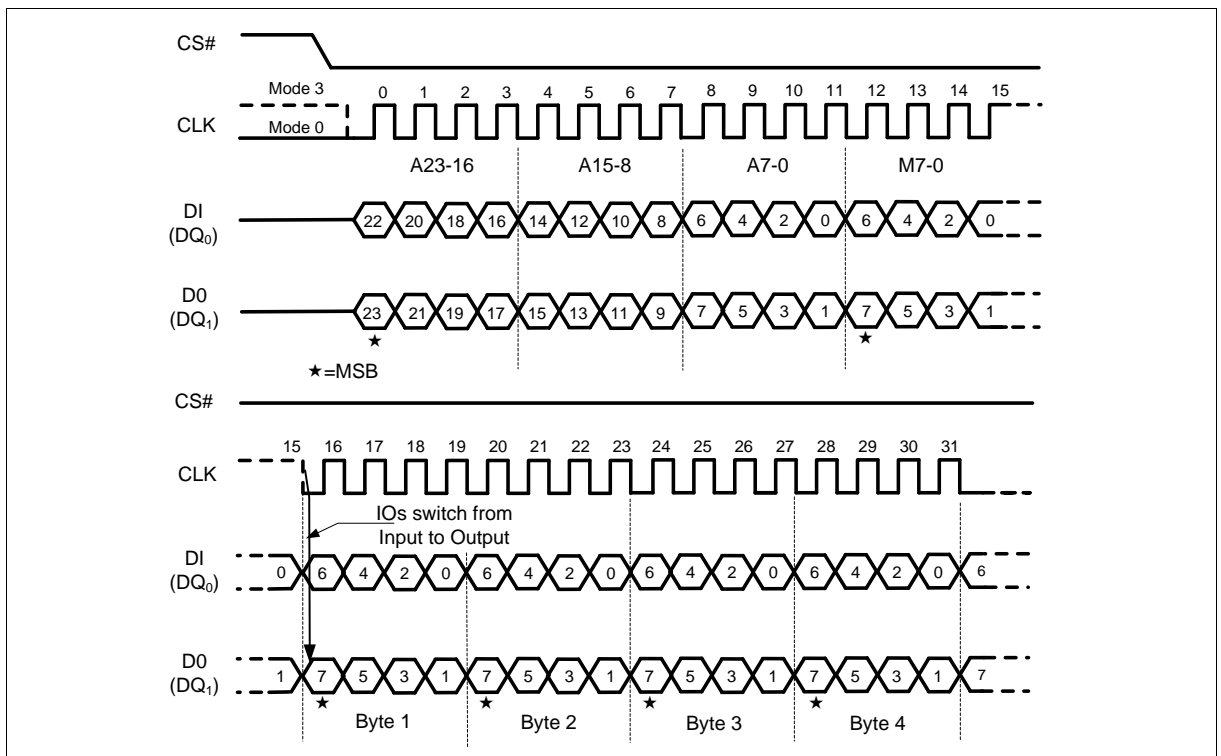 CS#
Mode 3
0 1 2 3 4 5 6 7 8 9 10 11 12 13 14 15
CLK
Mode 0
A23-16 A15-8 A7-0 M7-0
DI
(DQ0)
22 20 18 16 14 12 10 8 6 4 2 0 6 4 2 0
D0
(DQ1)
23 21 19 17 15 13 11 9 7 5 3 1 7 5 3 1
★ ★
★=MSB
CS#
15 16 17 18 19 20 21 22 23 24 25 26 27 28 29 30 31
CLK
IOs switch from
Input to Output
DI
(DQ0)
0 6 4 2 0 6 4 2 0 6 4 2 0 6 4 2 0 6
D0
(DQ1)
1 7 5 3 1 7 5 3 1 7 5 3 1 7 5 3 1 7
★ ★ ★ ★
Byte 1 Byte 2 Byte 3 Byte 4